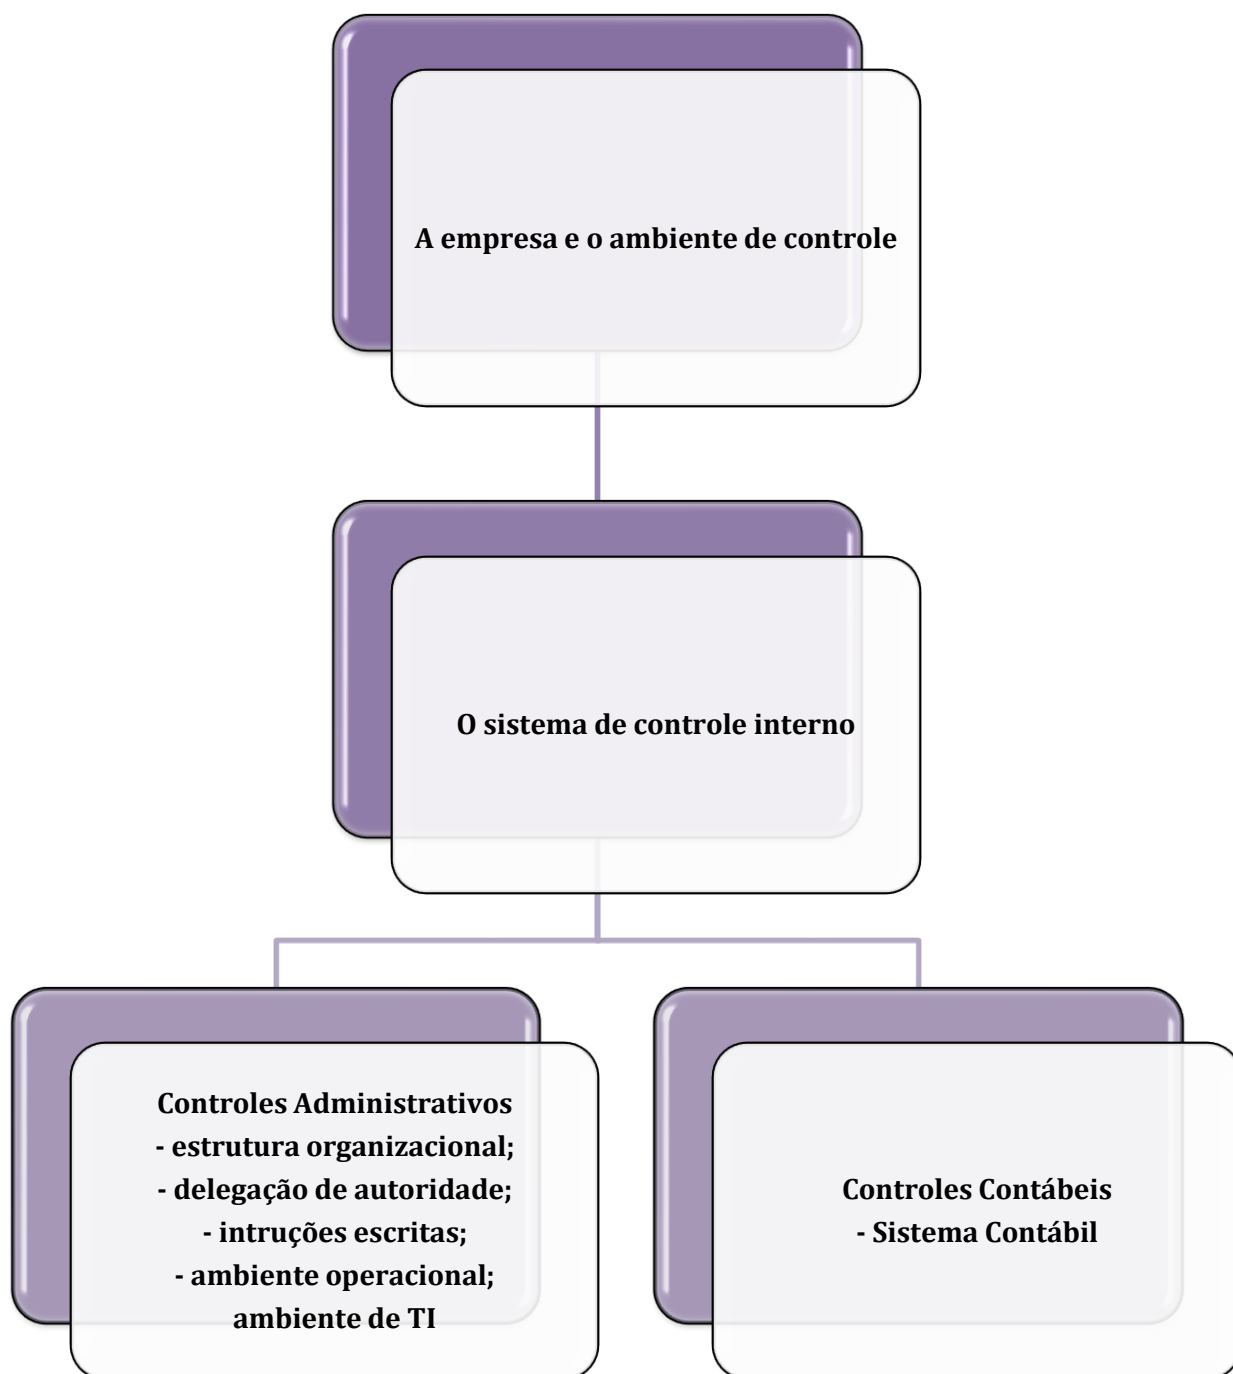 A empresa e o ambiente de controle
O sistema de controle interno
Controles Administrativos
- estrutura organizacional;
- delegação de autoridade;
- intruções escritas;
- ambiente operacional;
ambiente de TI
Controles Contábeis
- Sistema Contábil